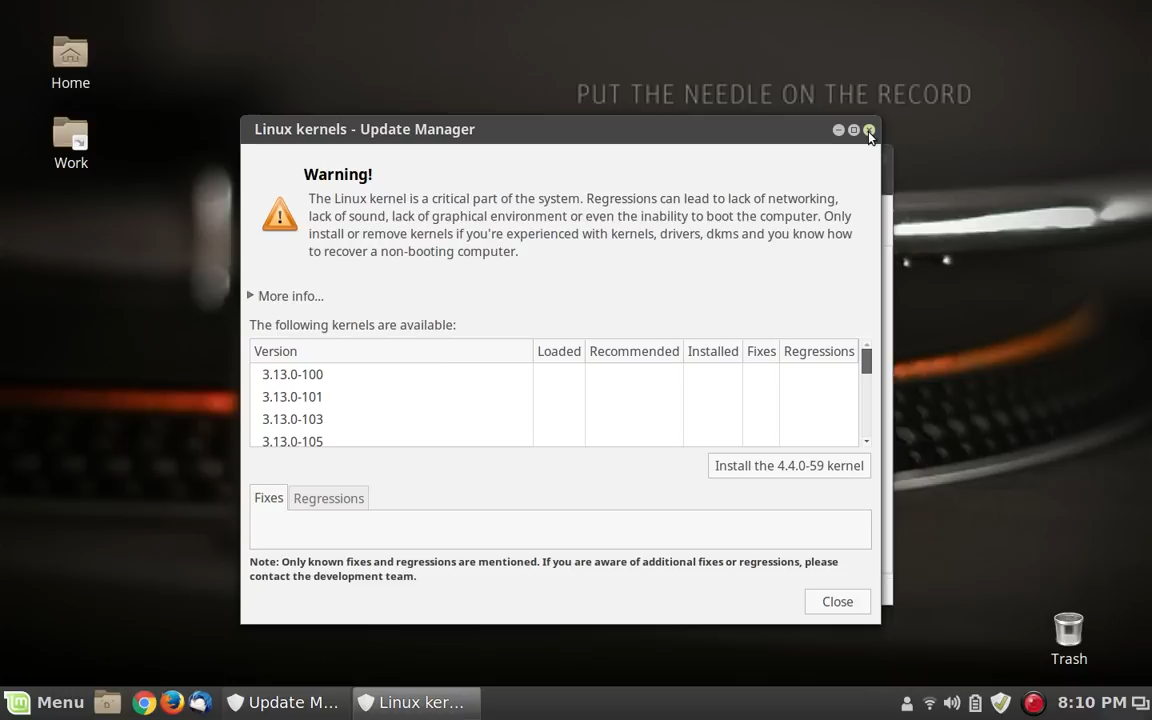 Home
Work
PUT THE NEEDLE ON THE RECORD
Linux kernels - Update Manager
Warning!
The Linux kernel is a critical part of the system. Regressions can lead to lack of networking,
lack of sound, lack of graphical environment or even the inability to boot the computer. Only
install or remove kernels if you're experienced with kernels, drivers, dkms and you know how
to recover a non-booting computer.
More info...
The following kernels are available:
Version Loaded Recommended Installed Fixes Regressions
3.13.0-100
3.13.0-101
3.13.0-103
3.13.0-105
Install the 4.4.0-59 kernel
Fixes Regressions
Note: Only known fixes and regressions are mentioned. If you are aware of additional fixes or regressions, please
contact the development team.
Close
Trash
Menu Update M... Linux ker... 8:10 PM